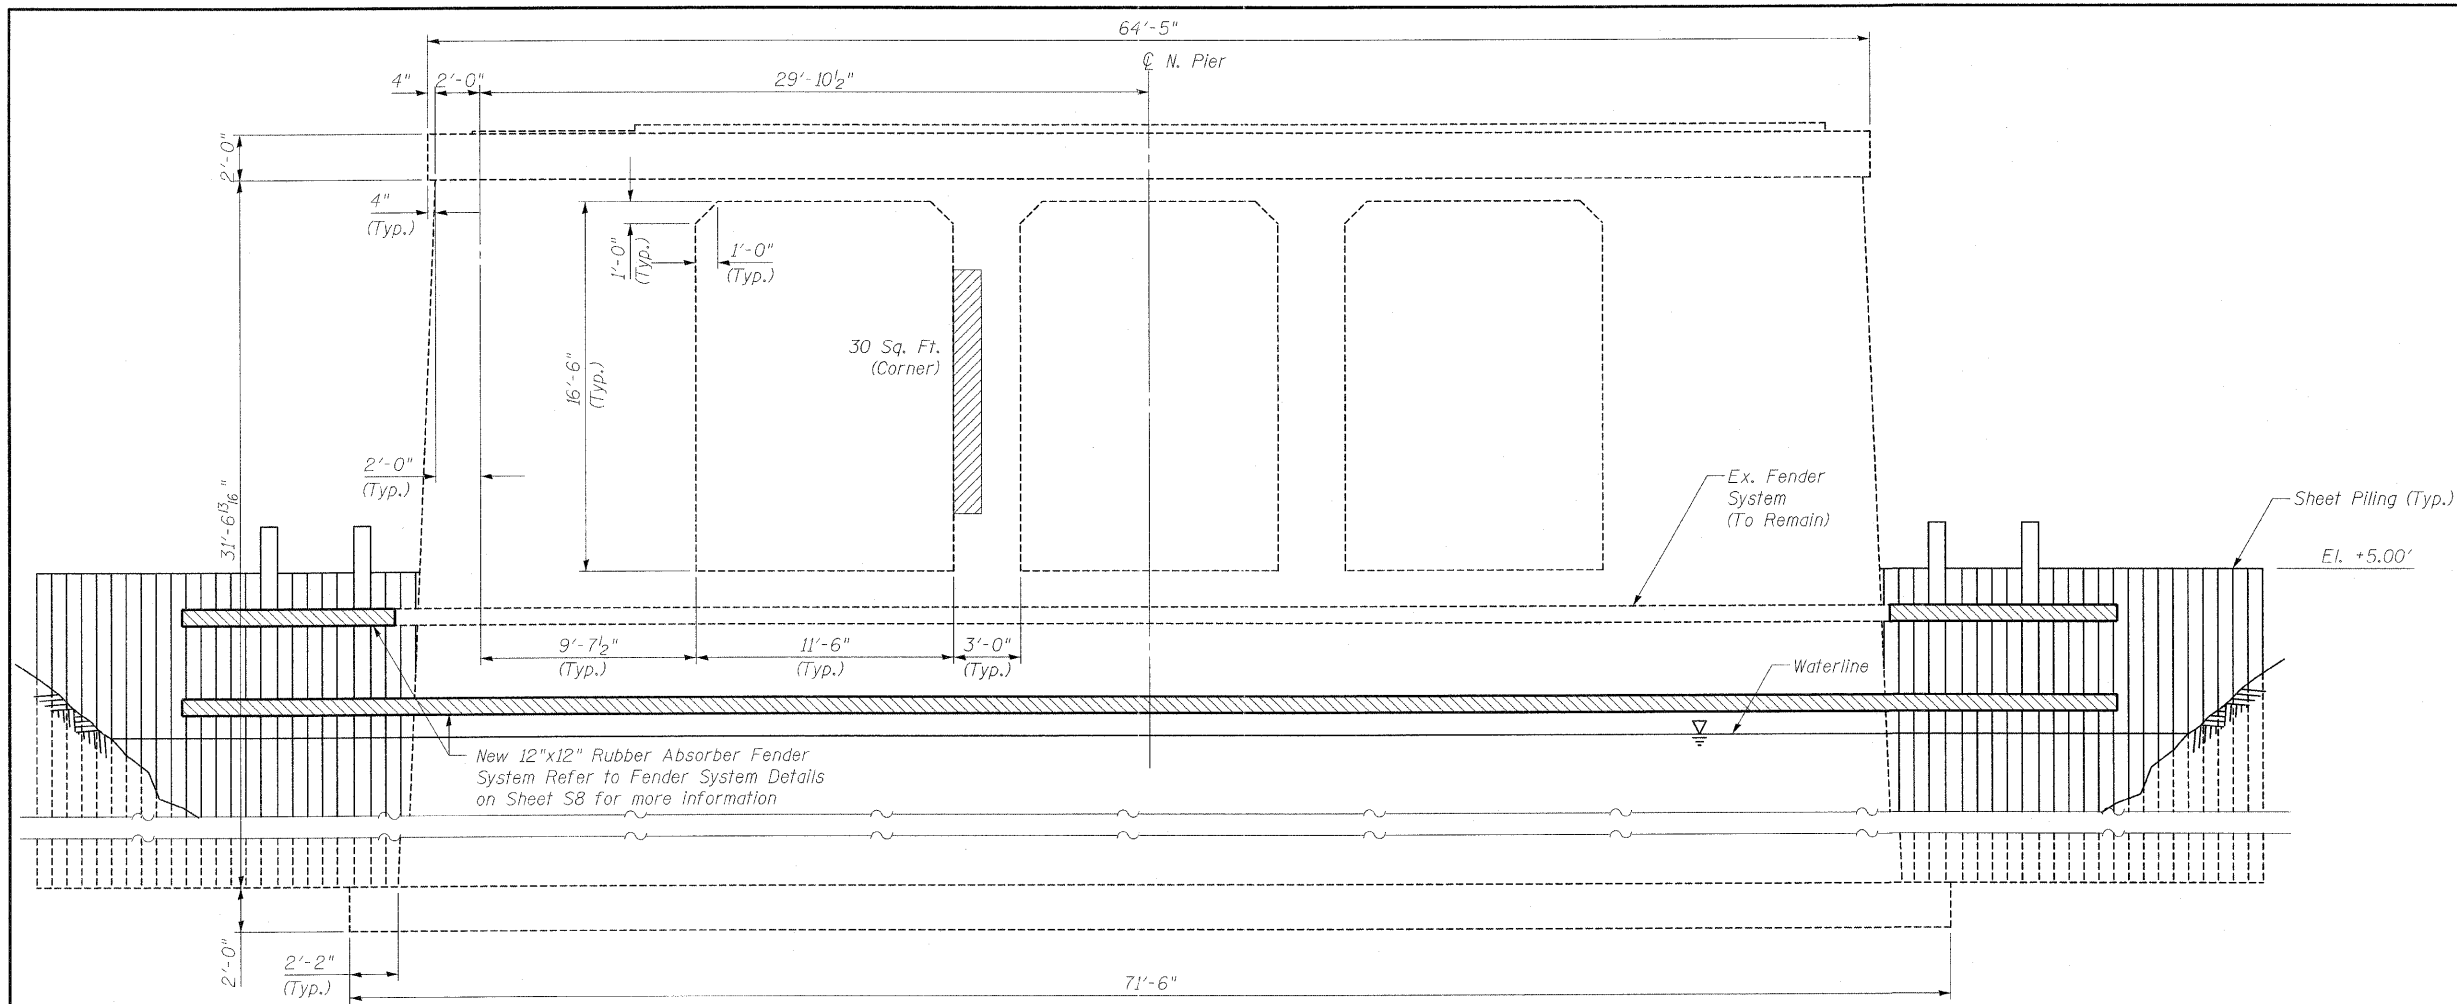 64'-5"
℄ N. Pier
4"
2'-0"
29'-10½"
2'-0"
4"
(Typ.)
1'-0"
(Typ.)
1'-0"
(Typ.)
16'-6"
(Typ.)
30 Sq. Ft.
(Corner)
2'-0"
(Typ.)
31'-6 13/16"
Ex. Fender
System
(To Remain)
Sheet Piling (Typ.)
El. +5.00'
9'-7½"
(Typ.)
11'-6"
(Typ.)
3'-0"
(Typ.)
Waterline
New 12"x12" Rubber Absorber Fender
System Refer to Fender System Details
on Sheet S8 for more information
2'-0"
2'-2"
(Typ.)
71'-6"